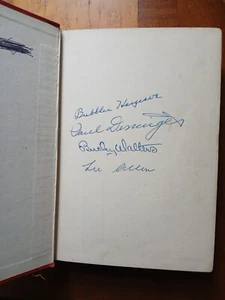 Bubbles Hargrave
Paul Derringer
Bucky Walters
Lee Allen